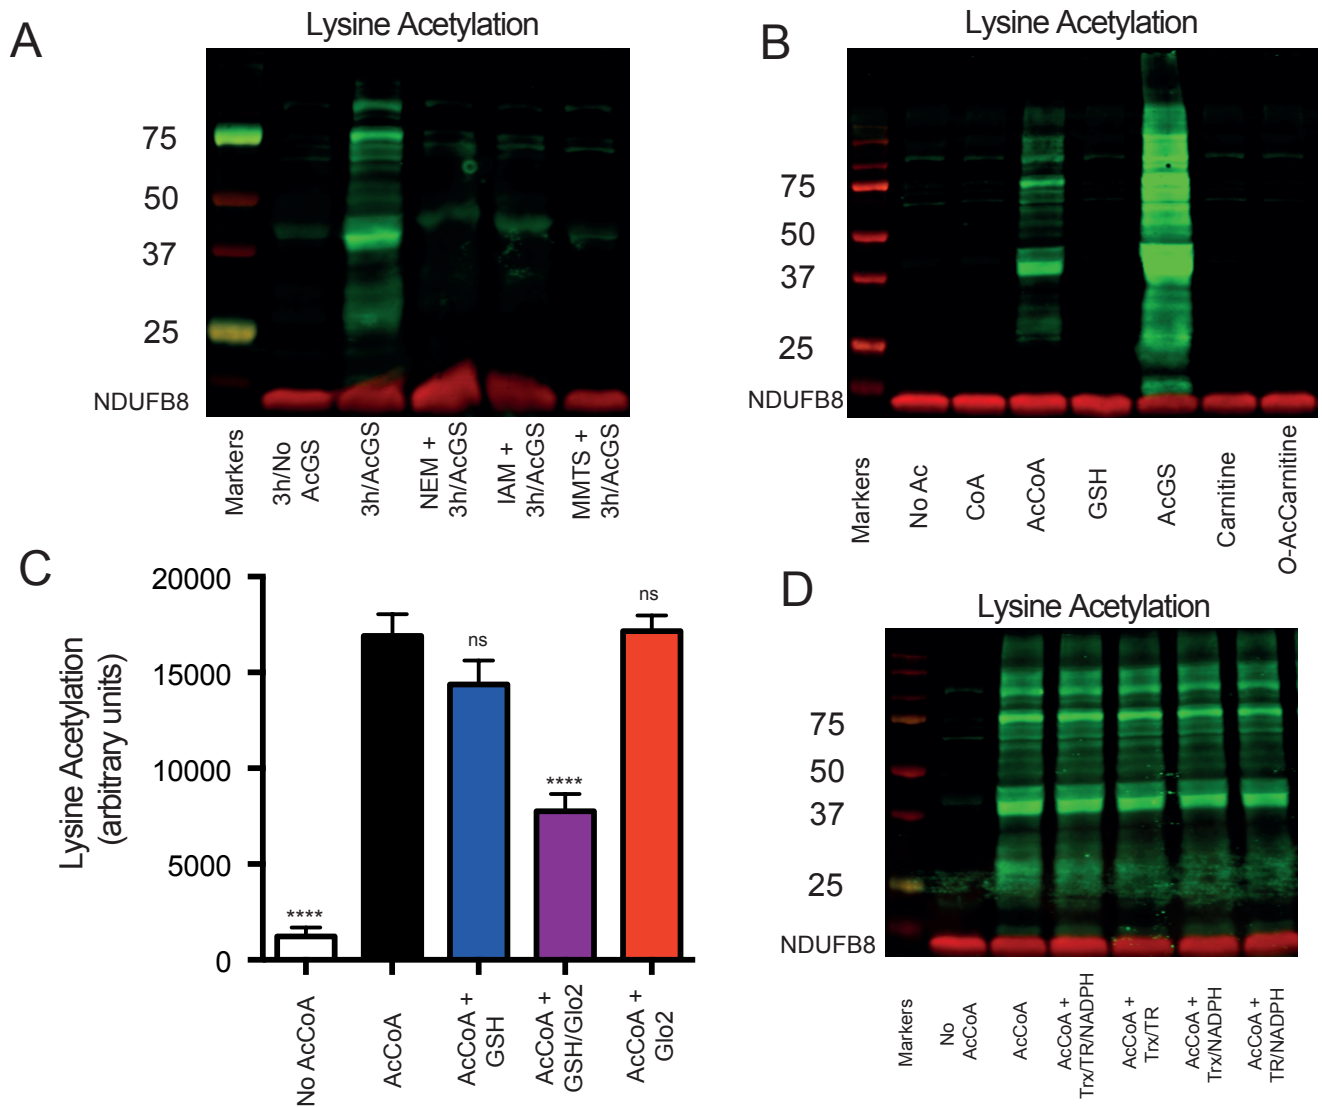 A
Lysine Acetylation
75
50
37
25
NDUFB8
Markers
3h/No
AcGS
3h/AcGS
NEM +
3h/AcGS
IAM +
3h/AcGS
MMTS +
3h/AcGS
B
Lysine Acetylation
75
50
37
25
NDUFB8
Markers
No Ac
CoA
AcCoA
GSH
AcGS
Carnitine
O-AcCarnitine
C
Lysine Acetylation
(arbitrary units)
20000
15000
10000
5000
0
****
ns
****
ns
No AcCoA
AcCoA
AcCoA +
GSH
AcCoA +
GSH/Glo2
AcCoA +
Glo2
D
Lysine Acetylation
75
50
37
25
NDUFB8
Markers
No
AcCoA
AcCoA
AcCoA +
Trx/TR/NADPH
AcCoA +
Trx/TR
AcCoA +
Trx/NADPH
AcCoA +
TR/NADPH